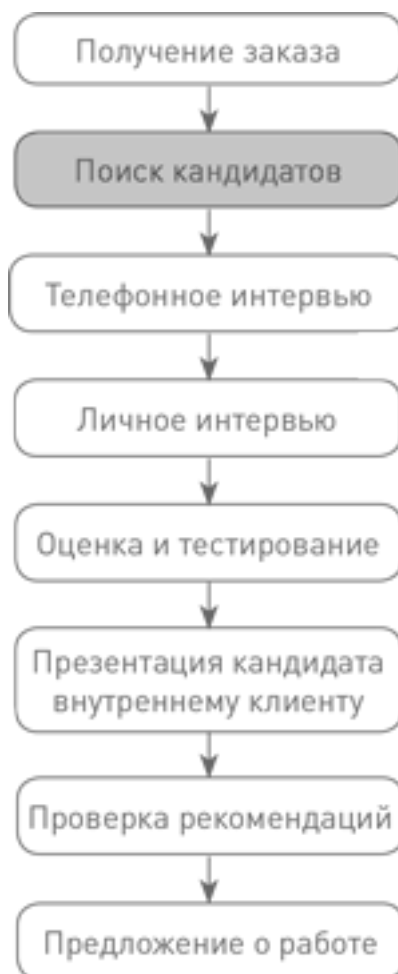 Получение заказа
Поиск кандидатов
Телефонное интервью
Личное интервью
Оценка и тестирование
Презентация кандидата
внутреннему клиенту
Проверка рекомендаций
Предложение о работе